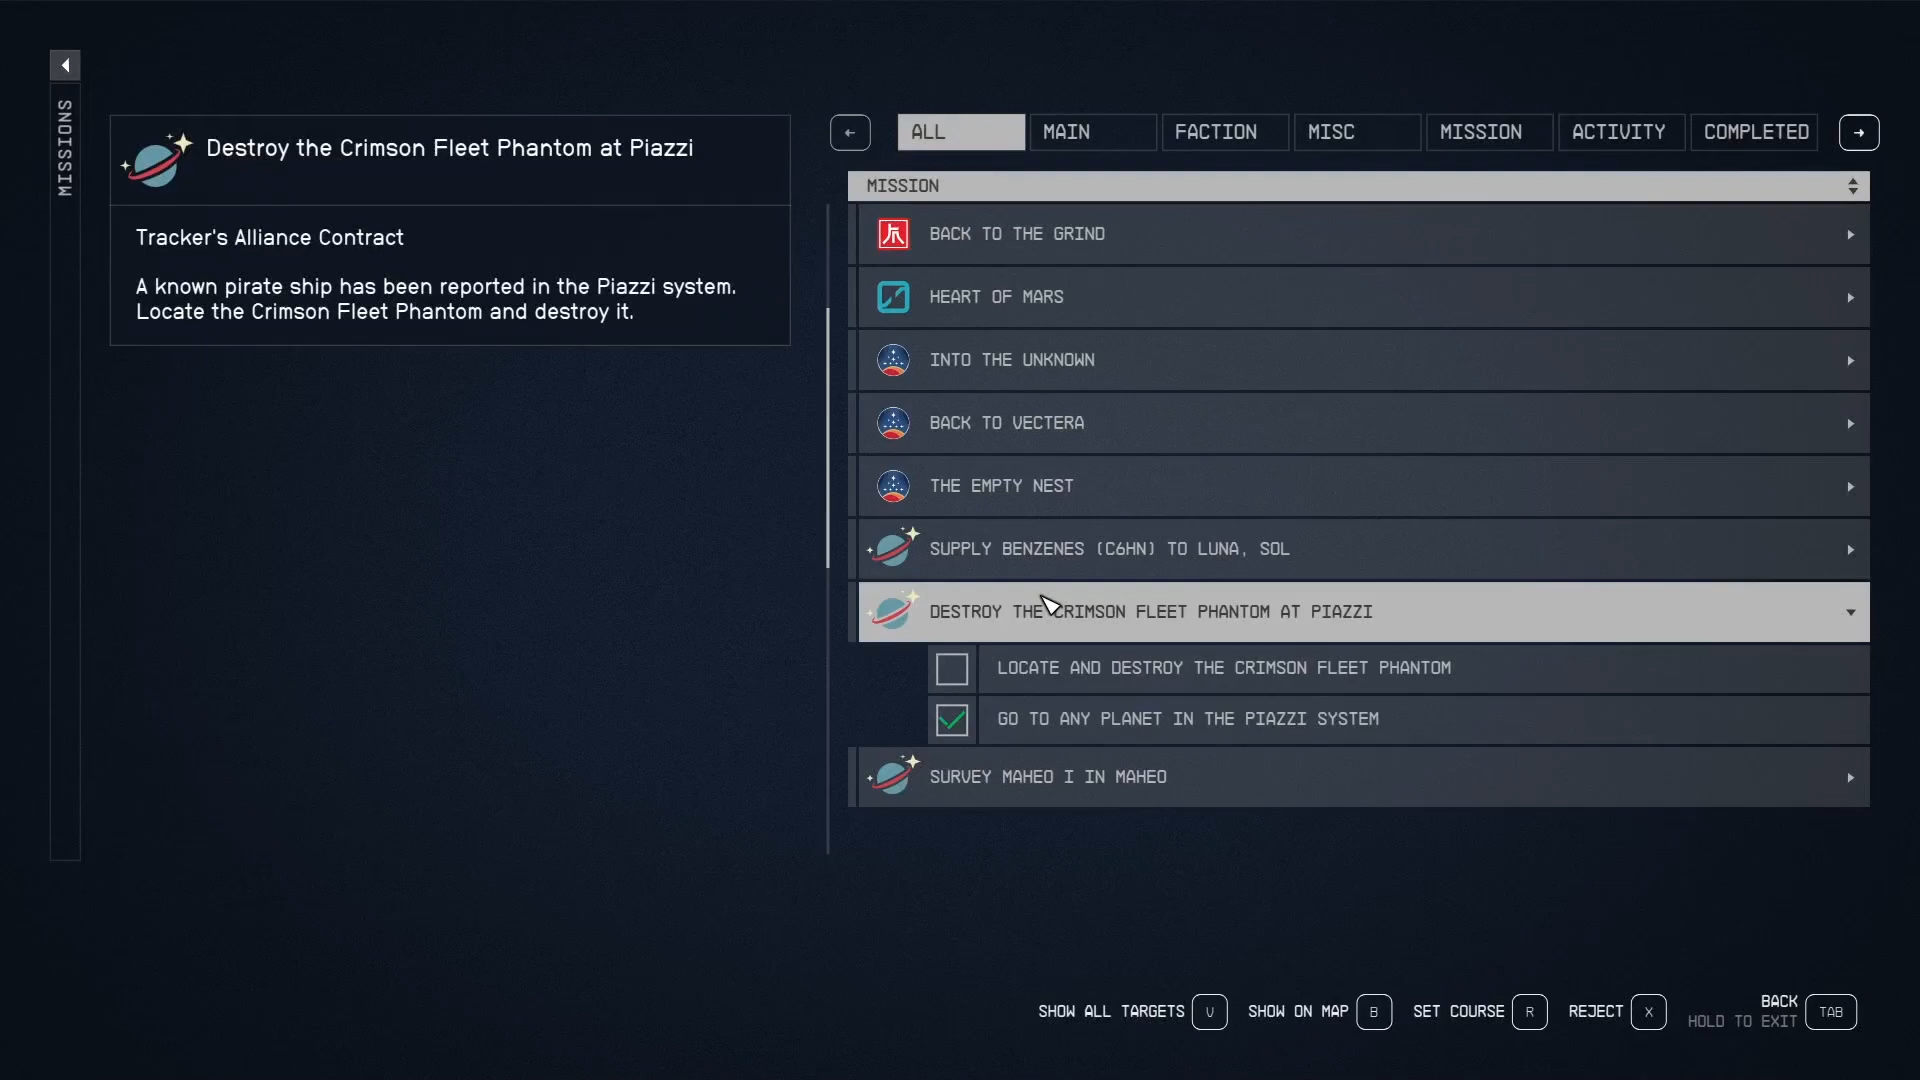 MISSIONS
Destroy the Crimson Fleet Phantom at Piazzi
Tracker's Alliance Contract
A known pirate ship has been reported in the Piazzi system.
Locate the Crimson Fleet Phantom and destroy it.
ALL MAIN FACTION MISC MISSION ACTIVITY COMPLETED
MISSION
BACK TO THE GRIND
HEART OF MARS
INTO THE UNKNOWN
BACK TO VECTERA
THE EMPTY NEST
SUPPLY BENZENES (C6HN) TO LUNA, SOL
DESTROY THE CRIMSON FLEET PHANTOM AT PIAZZI
LOCATE AND DESTROY THE CRIMSON FLEET PHANTOM
GO TO ANY PLANET IN THE PIAZZI SYSTEM
SURVEY MAHEO I IN MAHEO
SHOW ALL TARGETS V SHOW ON MAP B SET COURSE R REJECT X BACK TAB
HOLD TO EXIT